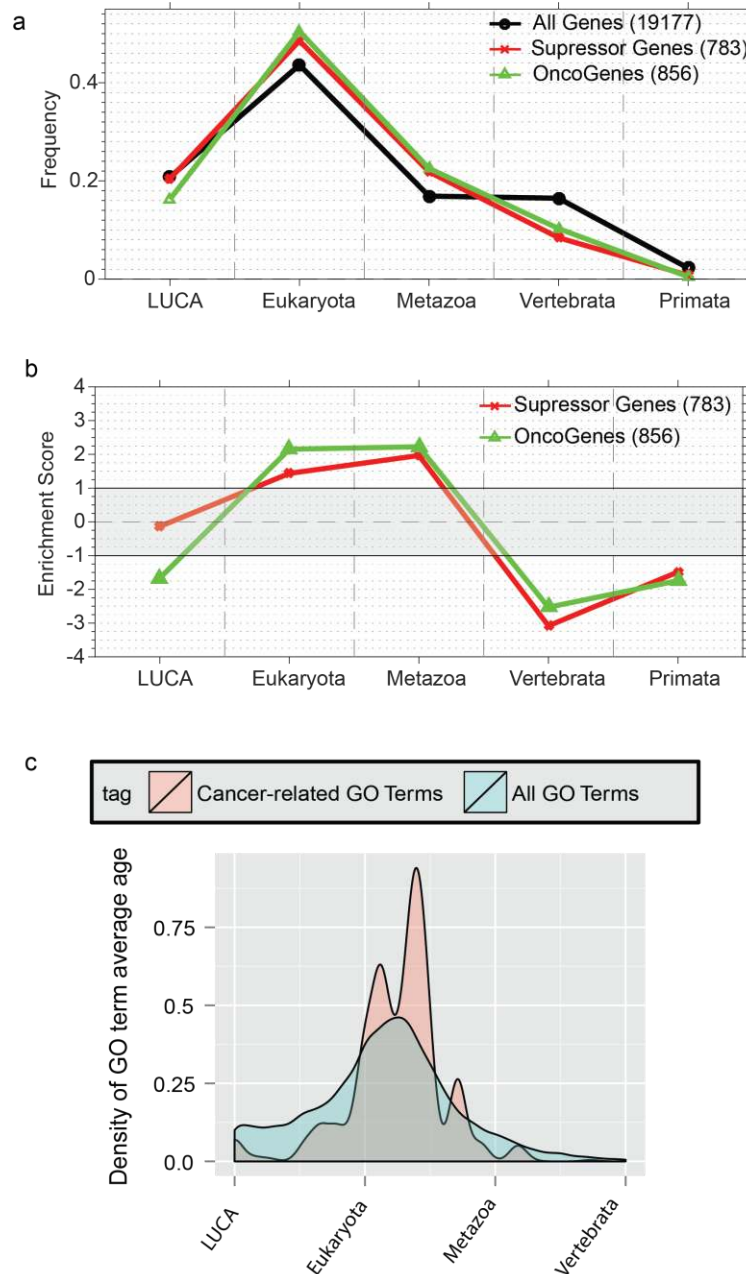 a
All Genes (19177)
Supressor Genes (783)
OncoGenes (856)
Frequency
0.4
0.2
0
LUCA Eukaryota Metazoa Vertebrata Primata
b
Supressor Genes (783)
OncoGenes (856)
Enrichment Score
4
3
2
1
0
-1
-2
-3
-4
LUCA Eukaryota Metazoa Vertebrata Primata
c
tag Cancer-related GO Terms All GO Terms
Density of GO term average age
0.75
0.5
0.25
0.0
LUCA Eukaryota Metazoa Vertebrata